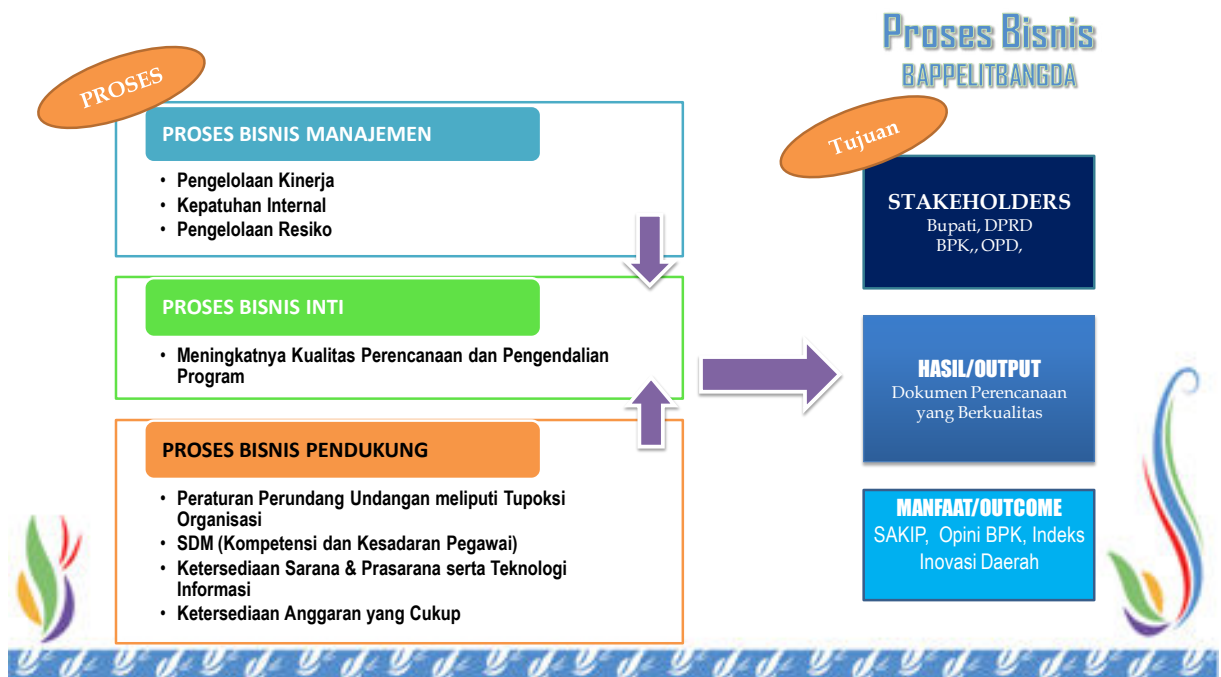 Proses Bisnis
BAPPELITBANGDA
PROSES
PROSES BISNIS MANAJEMEN
• Pengelolaan Kinerja
• Kepatuhan Internal
• Pengelolaan Resiko
PROSES BISNIS INTI
• Meningkatnya Kualitas Perencanaan dan Pengendalian
Program
PROSES BISNIS PENDUKUNG
• Peraturan Perundang Undangan meliputi Tupoksi
Organisasi
• SDM (Kompetensi dan Kesadaran Pegawai)
• Ketersediaan Sarana & Prasarana serta Teknologi
Informasi
• Ketersediaan Anggaran yang Cukup
Tujuan
STAKEHOLDERS
Bupati, DPRD
BPK,, OPD,
HASIL/OUTPUT
Dokumen Perencanaan
yang Berkualitas
MANFAAT/OUTCOME
SAKIP, Opini BPK, Indeks
Inovasi Daerah